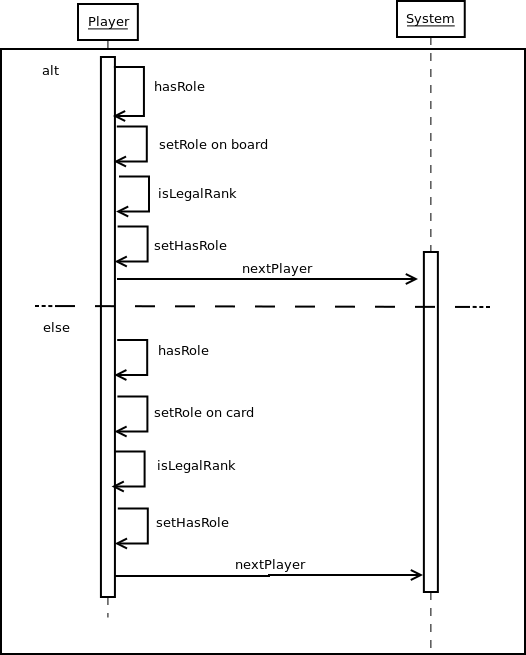 Player
System
alt
hasRole
setRole on board
isLegalRank
setHasRole
nextPlayer
else
hasRole
setRole on card
isLegalRank
setHasRole
nextPlayer